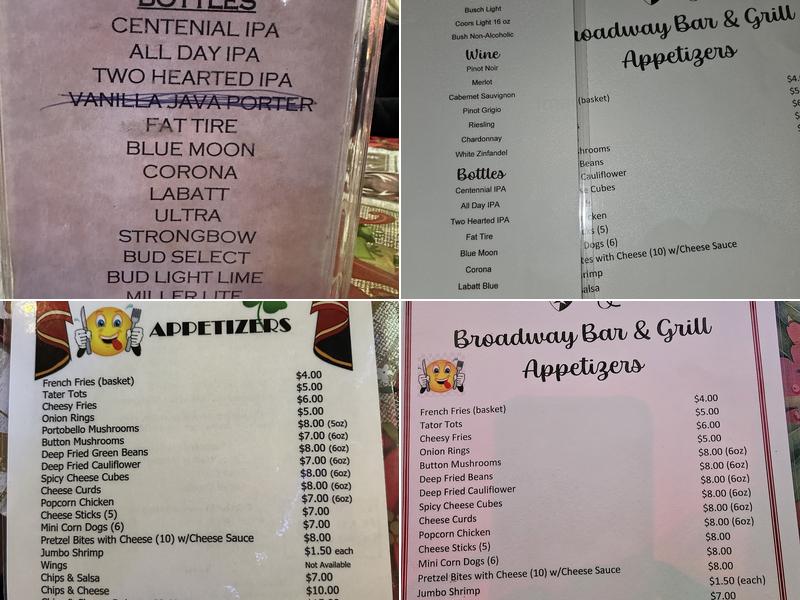 BOTTLES
CENTENIAL IPA
ALL DAY IPA
TWO HEARTED IPA
VANILLA JAVA PORTER
FAT TIRE
BLUE MOON
CORONA
LABATT
ULTRA
STRONGBOW
BUD SELECT
BUD LIGHT LIME
MILLER LITE
Busch Light
Coors Light 16 oz
Bush Non-Alcoholic
Wine
Pinot Noir
Merlot
Cabernet Sauvignon
Pinot Grigio
Riesling
Chardonnay
White Zinfandel
Bottles
Centennial IPA
All Day IPA
Two Hearted IPA
Fat Tire
Blue Moon
Corona
Labatt Blue
roadway Bar & Grill
Appetizers
(basket)
hrooms
Beans
Cauliflower
Cubes
cken
(5)
Dogs (6)
tes with Cheese (10) w/Cheese Sauce
rimp
alsa
APPETIZERS
French Fries (basket) $4.00
Tater Tots $5.00
Cheesy Fries $6.00
Onion Rings $5.00
Portobello Mushrooms $8.00 (5oz)
Button Mushrooms $7.00 (6oz)
Deep Fried Green Beans $8.00 (6oz)
Deep Fried Cauliflower $7.00 (6oz)
Spicy Cheese Cubes $8.00 (6oz)
Cheese Curds $8.00 (6oz)
Popcorn Chicken $7.00 (6oz)
Cheese Sticks (5) $7.00
Mini Corn Dogs (6) $7.00
Pretzel Bites with Cheese (10) w/Cheese Sauce $8.00
Jumbo Shrimp $1.50 each
Wings Not Available
Chips & Salsa $7.00
Chips & Cheese $10.00
Broadway Bar & Grill
Appetizers
French Fries (basket) $4.00
Tator Tots $5.00
Cheesy Fries $6.00
Onion Rings $5.00
Button Mushrooms $8.00 (6oz)
Deep Fried Beans $8.00 (6oz)
Deep Fried Cauliflower $8.00 (6oz)
Spicy Cheese Cubes $8.00 (6oz)
Cheese Curds $8.00 (6oz)
Popcorn Chicken $8.00 (6oz)
Cheese Sticks (5) $8.00
Mini Corn Dogs (6) $8.00
Pretzel Bites with Cheese (10) w/Cheese Sauce $8.00
Jumbo Shrimp $1.50 (each)
$7.00